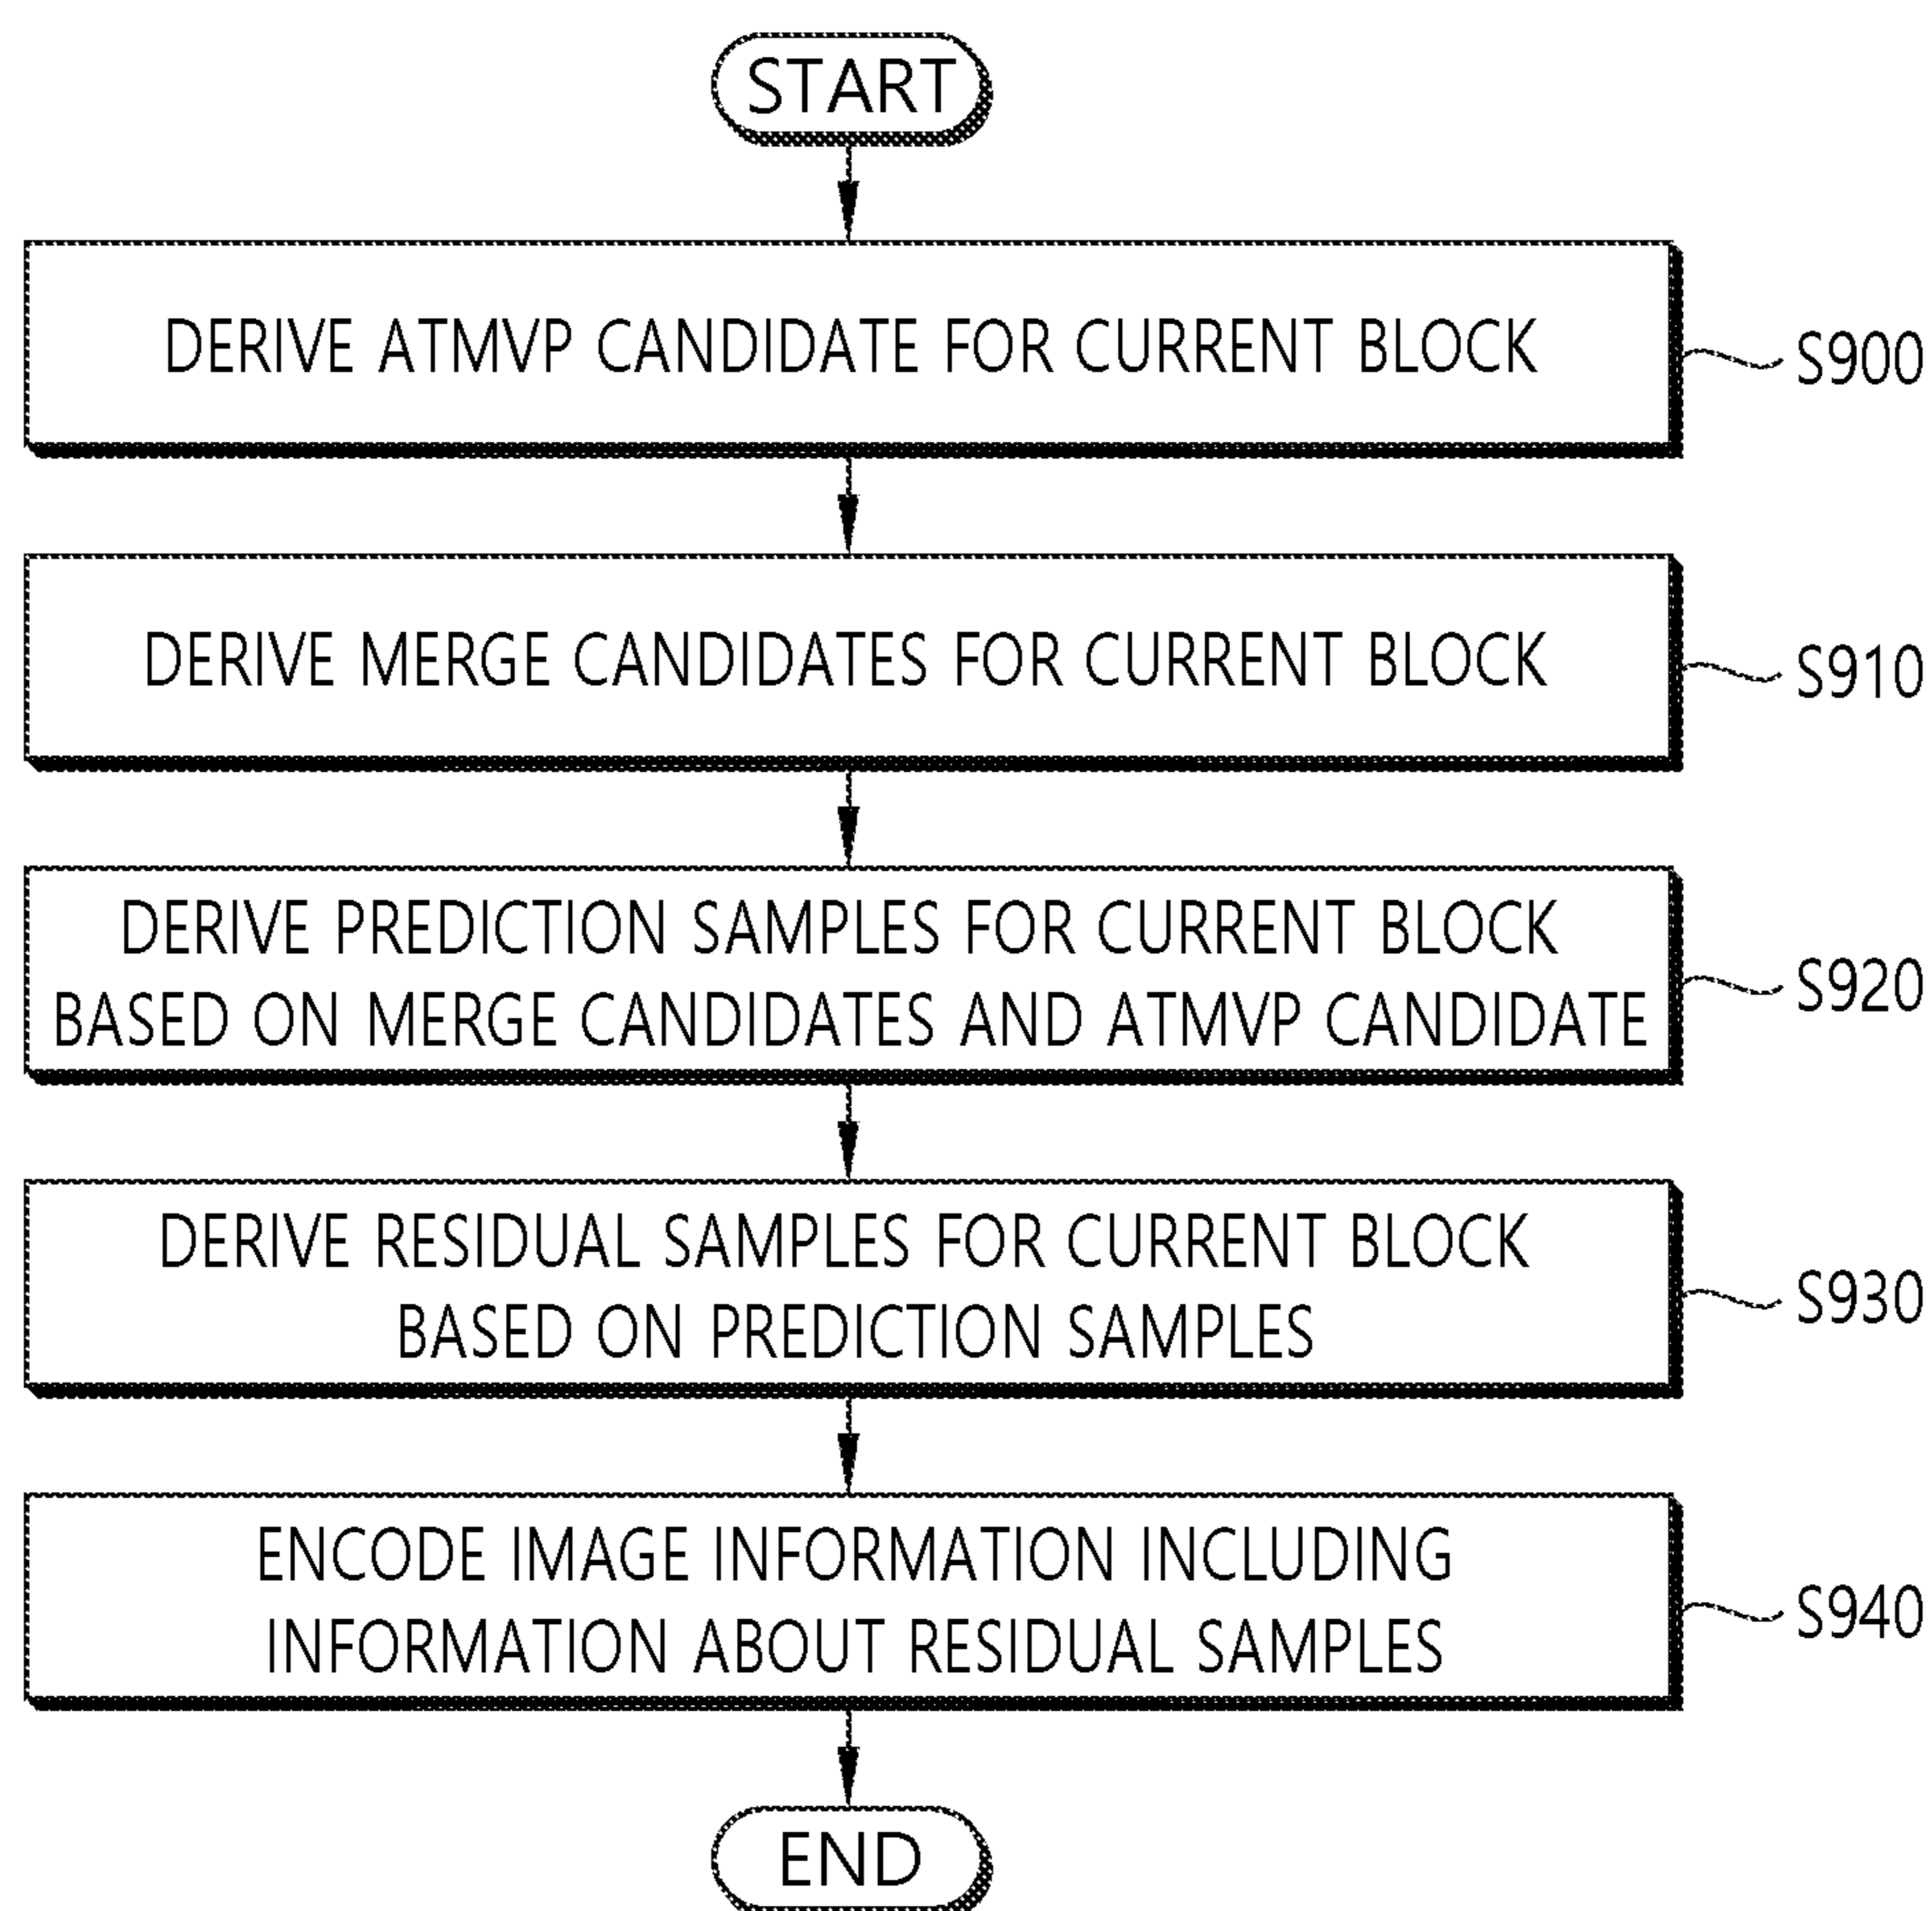 START
DERIVE ATMVP CANDIDATE FOR CURRENT BLOCK
S900
DERIVE MERGE CANDIDATES FOR CURRENT BLOCK
S910
DERIVE PREDICTION SAMPLES FOR CURRENT BLOCK
BASED ON MERGE CANDIDATES AND ATMVP CANDIDATE
S920
DERIVE RESIDUAL SAMPLES FOR CURRENT BLOCK
BASED ON PREDICTION SAMPLES
S930
ENCODE IMAGE INFORMATION INCLUDING
INFORMATION ABOUT RESIDUAL SAMPLES
S940
END